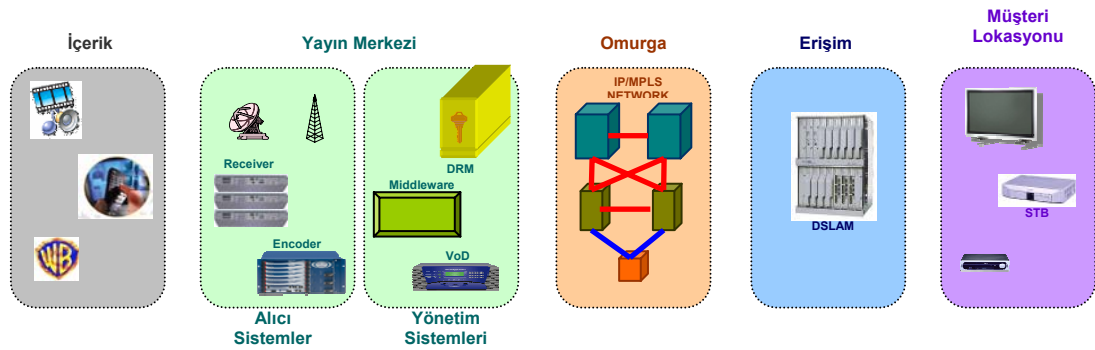 İçerik
Yayın Merkezi
Omurga
Erişim
Müşteri
Lokasyonu
IP/MPLS
NETWORK
Receiver
DRM
Middleware
Encoder
VoD
DSLAM
STB
WB
Alıcı
Sistemler
Yönetim
Sistemleri